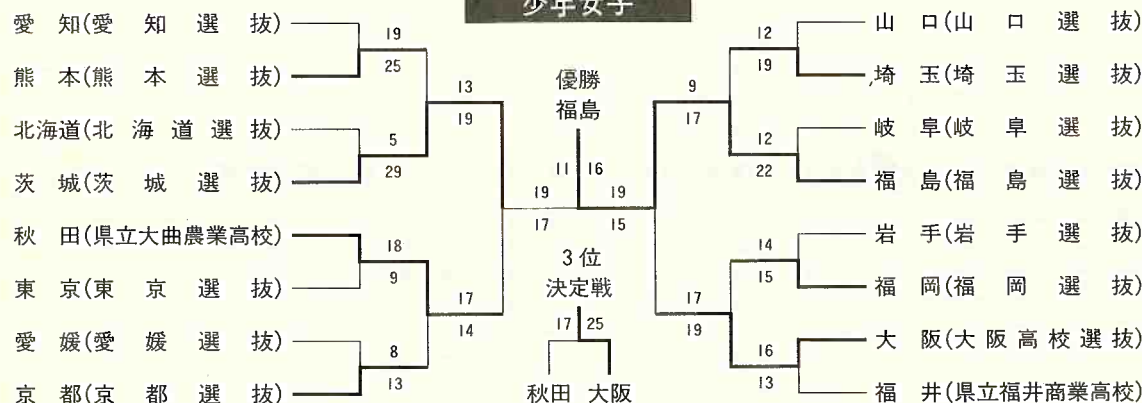 少年女子
愛知(愛知選抜)
19
25
熊本(熊本選抜)
13
19
北海道(北海道選抜)
5
29
茨城(茨城選抜)
19
17
秋田(県立大曲農業高校)
18
9
東京(東京選抜)
17
14
愛媛(愛媛選抜)
8
13
京都(京都選抜)
優勝
福島
11 16
3位
決定戦
17 25
秋田 大阪
山口(山口選抜)
12
19
埼玉(埼玉選抜)
9
17
岐阜(岐阜選抜)
12
22
福島(福島選抜)
19
15
岩手(岩手選抜)
14
15
福岡(福岡選抜)
17
19
大阪(大阪高校選抜)
16
13
福井(県立福井商業高校)